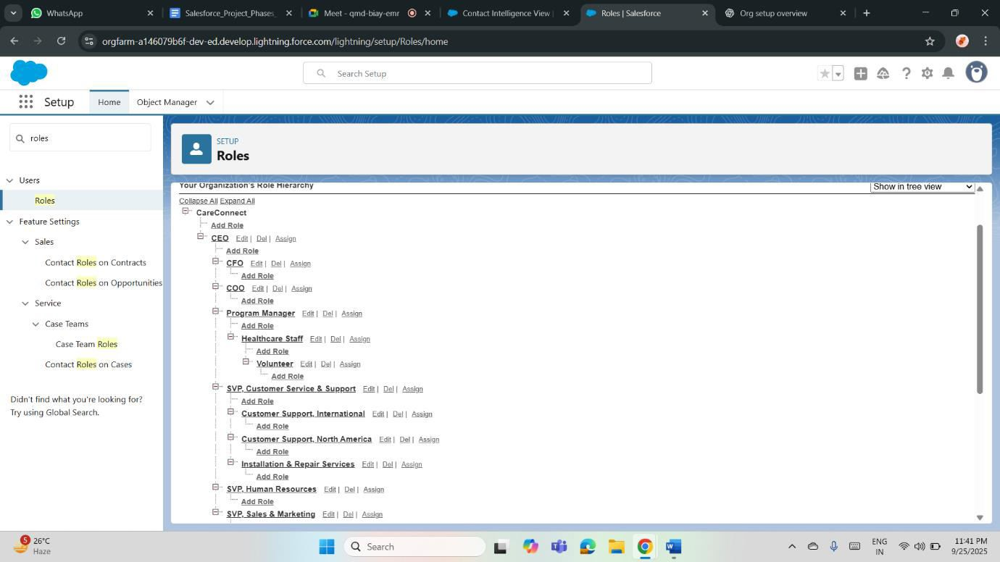 WhatsApp
Salesforce_Project_Phases_
Meet - qmd-biay-emr
Contact Intelligence View |
Roles | Salesforce
Org setup overview
orgfarm-a146079b6f-dev-ed.develop.lightning.force.com/lightning/setup/Roles/home
Search Setup
Setup
Home
Object Manager
roles
Users
Roles
Feature Settings
Sales
Contact Roles on Contracts
Contact Roles on Opportunities
Service
Case Teams
Case Team Roles
Contact Roles on Cases
Didn't find what you're looking for?
Try using Global Search.
SETUP
Roles
Your Organization's Role Hierarchy
Show in tree view
Collapse All Expand All
CareConnect
Add Role
CEO Edit | Del | Assign
Add Role
CFO Edit | Del | Assign
Add Role
COO Edit | Del | Assign
Add Role
Program Manager Edit | Del | Assign
Add Role
Healthcare Staff Edit | Del | Assign
Add Role
Volunteer Edit | Del | Assign
Add Role
SVP, Customer Service & Support Edit | Del | Assign
Add Role
Customer Support, International Edit | Del | Assign
Add Role
Customer Support, North America Edit | Del | Assign
Add Role
Installation & Repair Services Edit | Del | Assign
Add Role
SVP, Human Resources Edit | Del | Assign
Add Role
SVP, Sales & Marketing Edit | Del | Assign
5
26°C
Haze
Search
ENG
IN
11:41 PM
9/25/2025